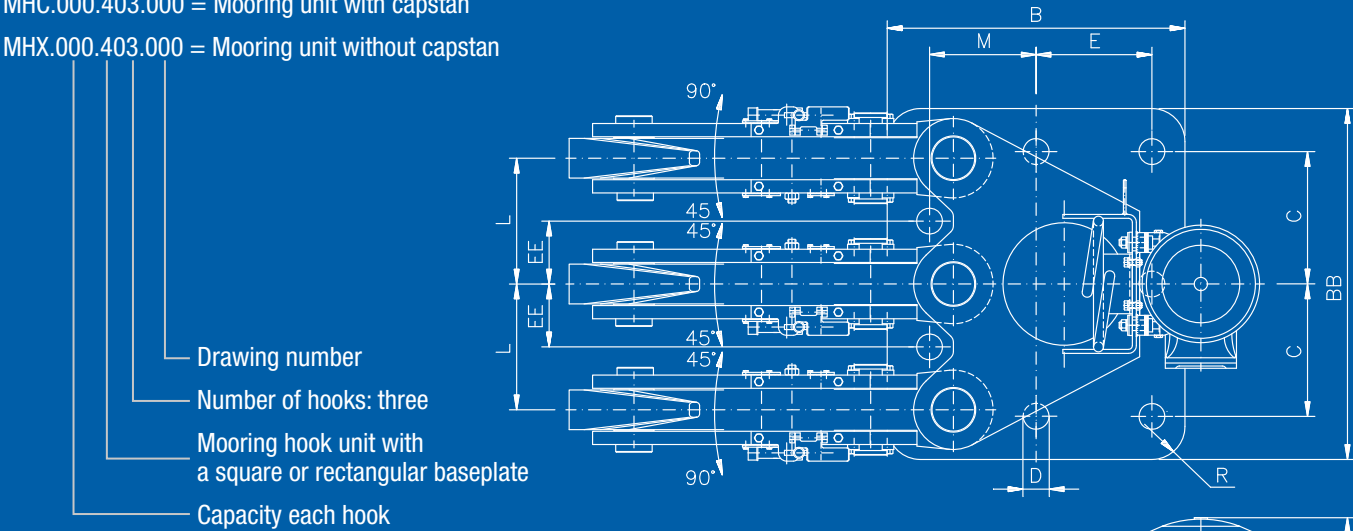 MHC.000.403.000 = Mooring unit with capstan
MHX.000.403.000 = Mooring unit without capstan
Drawing number
Number of hooks: three
Mooring hook unit with
a square or rectangular baseplate
Capacity each hook
B
M
E
90°
L
EE
45
45°
C
BB
EE
L
45°
45°
C
90°
D
R